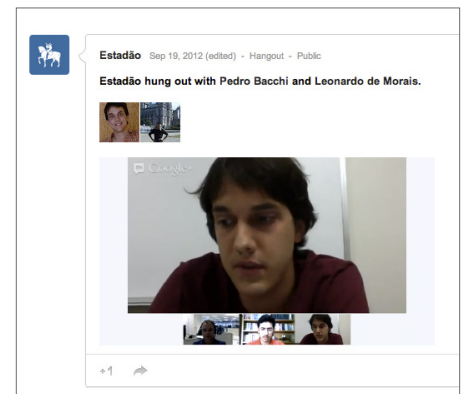 Estadão Sep 19, 2012 (edited) - Hangout - Public
Estadão hung out with Pedro Bacchi and Leonardo de Morais.
Google+
+1